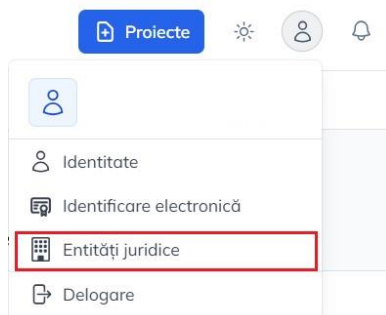 Proiecte
Identitate
Identificare electronică
Entități juridice
Delogare